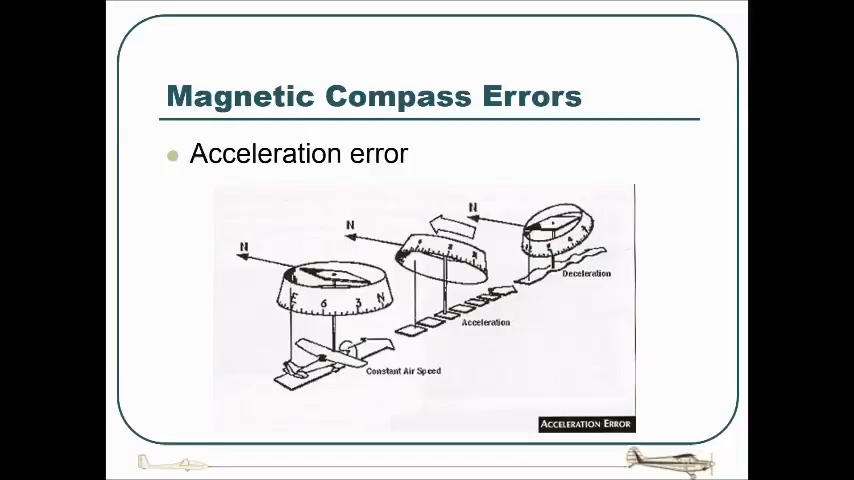 Magnetic Compass Errors
Acceleration error
N
N
N
E 6 3 N
Deceleration
Acceleration
Constant Air Speed
ACCELERATION ERROR